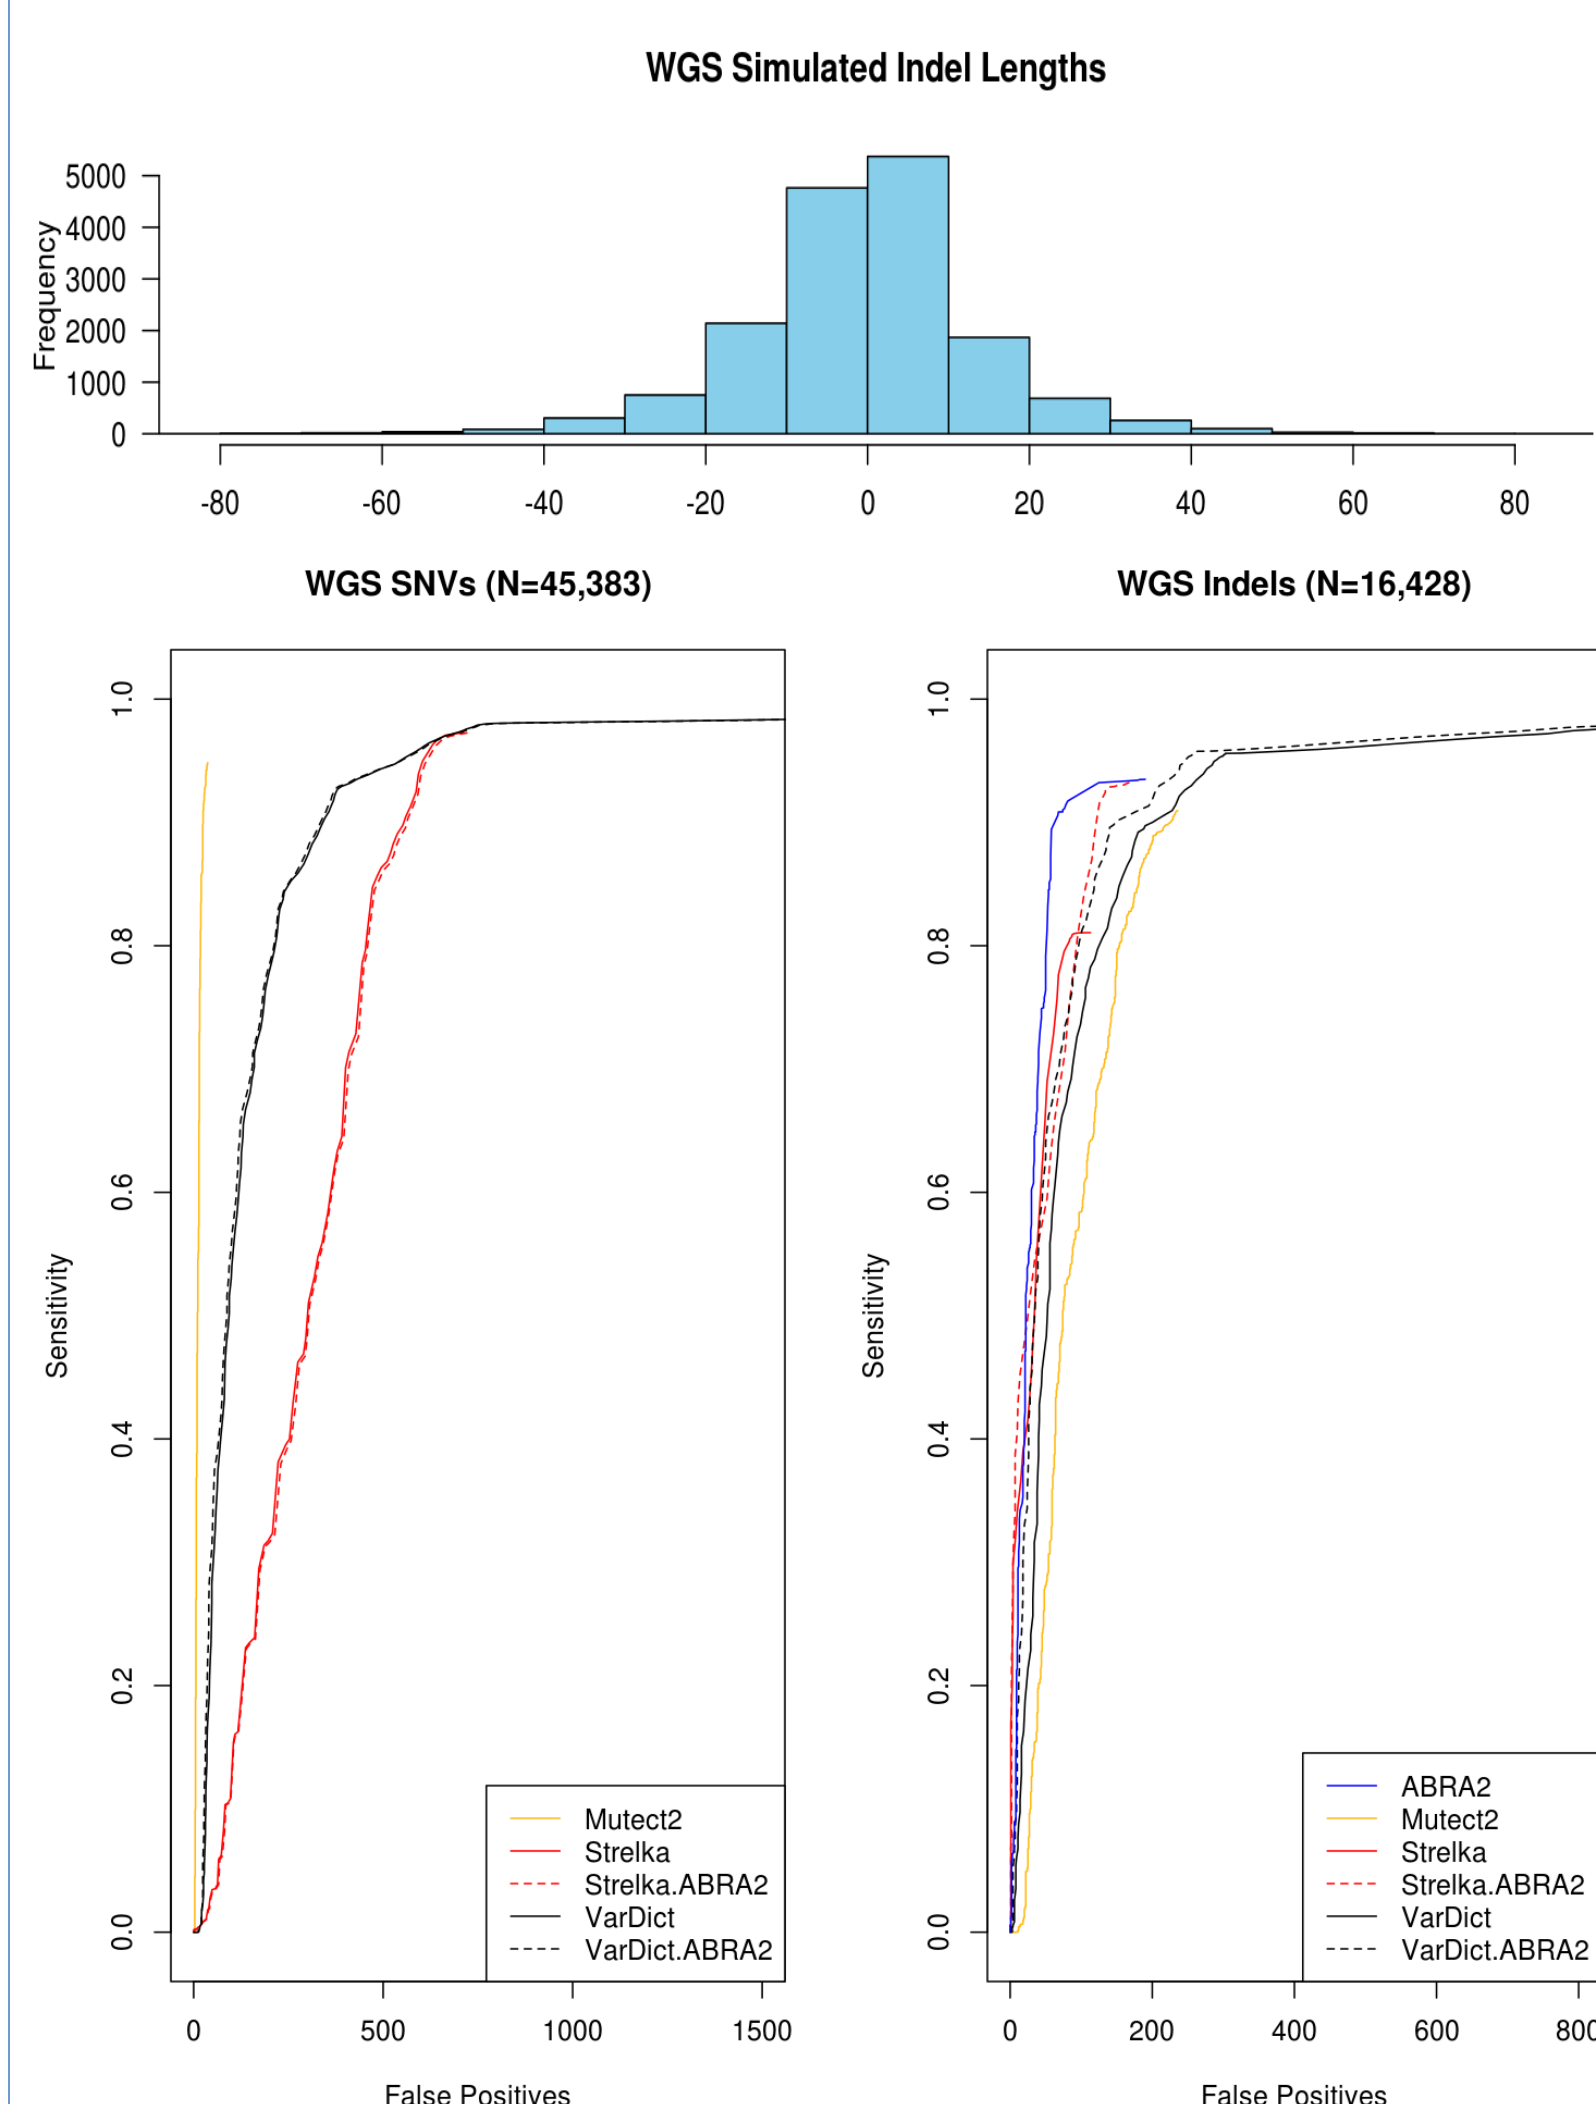 WGS Simulated Indel Lengths
Frequency
5000
4000
3000
2000
1000
0
-80 -60 -40 -20 0 20 40 60 80
WGS SNVs (N=45,383)
Sensitivity
1.0
0.8
0.6
0.4
0.2
0.0
Mutect2
Strelka
Strelka.ABRA2
VarDict
VarDict.ABRA2
0 500 1000 1500
False Positives
WGS Indels (N=16,428)
Sensitivity
1.0
0.8
0.6
0.4
0.2
0.0
ABRA2
Mutect2
Strelka
Strelka.ABRA2
VarDict
VarDict.ABRA2
0 200 400 600 800
False Positives